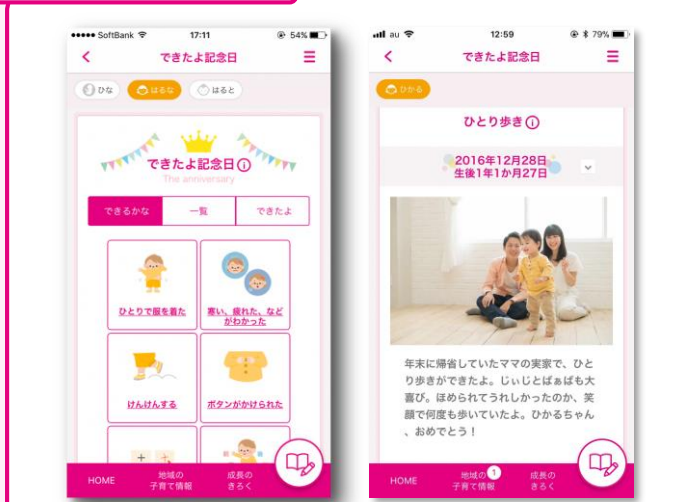 SoftBank 17:11 54%
できたよ記念日
ひな はるな はると
できたよ記念日
The anniversary
できるかな 一覧 できたよ
ひとりで服を着た
寒い、疲れた、など
がわかった
けんけんする
ボタンがかけられた
HOME
地域の
子育て情報
成長の
きろく
au 12:59 79%
できたよ記念日
ひかる
ひとり歩き
2016年12月28日
生後1年1か月27日
年末に帰省していたママの実家で、ひと
り歩きができたよ。じぃじとばぁばも大
喜び。ほめられてうれしかったのか、笑
顔で何度も歩いていたよ。ひかるちゃん
、おめでとう！
HOME
地域の
子育て情報
1
成長の
きろく